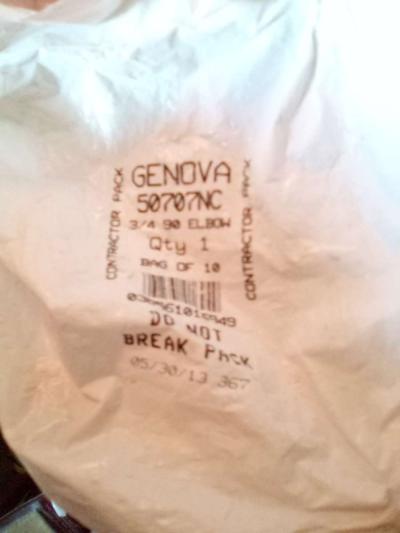 GENOVA
50707NC
3/4 90 ELBOW
Qty 1
BAG OF 10
DO NOT
BREAK PACK
05/30/13 367
CONTRACTOR PACK
CONTRACTOR PACK